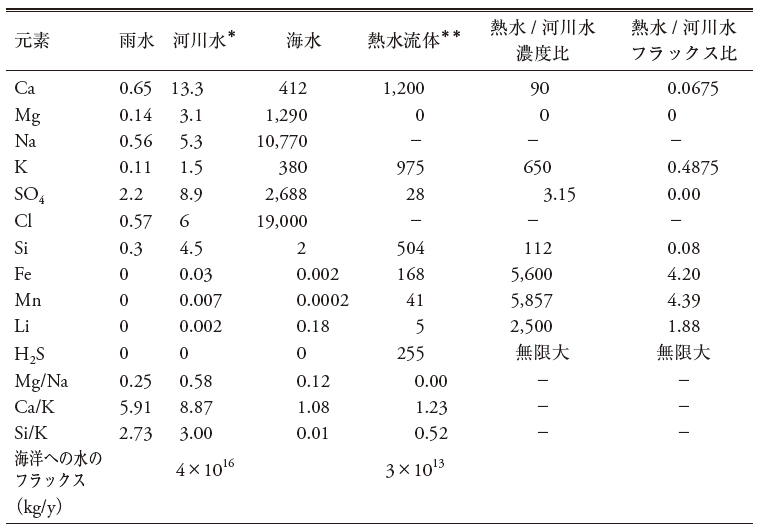 元素 雨水 河川水* 海水 熱水流体** 熱水/河川水 濃度比 熱水/河川水 フラックス比
Ca 0.65 13.3 412 1,200 90 0.0675
Mg 0.14 3.1 1,290 0 0 0
Na 0.56 5.3 10,770 − − −
K 0.11 1.5 380 975 650 0.4875
SO₄ 2.2 8.9 2,688 28 3.15 0.00
Cl 0.57 6 19,000 − − −
Si 0.3 4.5 2 504 112 0.08
Fe 0 0.03 0.002 168 5,600 4.20
Mn 0 0.007 0.0002 41 5,857 4.39
Li 0 0.002 0.18 5 2,500 1.88
H₂S 0 0 0 255 無限大 無限大
Mg/Na 0.25 0.58 0.12 0.00 − −
Ca/K 5.91 8.87 1.08 1.23 − −
Si/K 2.73 3.00 0.01 0.52 − −
海洋への水の
フラックス 4×10¹⁶ 3×10¹³
(kg/y)